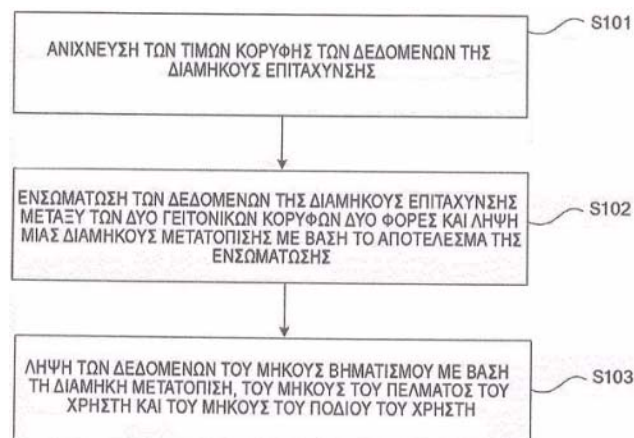 S101
ΑΝΙΧΝΕΥΣΗ ΤΩΝ ΤΙΜΩΝ ΚΟΡΥΦΗΣ ΤΩΝ ΔΕΔΟΜΕΝΩΝ ΤΗΣ
ΔΙΑΜΗΚΟΥΣ ΕΠΙΤΑΧΥΝΣΗΣ
ΕΝΣΩΜΑΤΩΣΗ ΤΩΝ ΔΕΔΟΜΕΝΩΝ ΤΗΣ ΔΙΑΜΗΚΟΥΣ ΕΠΙΤΑΧΥΝΣΗΣ
ΜΕΤΑΞΥ ΤΩΝ ΔΥΟ ΓΕΙΤΟΝΙΚΩΝ ΚΟΡΥΦΩΝ ΔΥΟ ΦΟΡΕΣ ΚΑΙ ΛΗΨΗ
S102
ΜΙΑΣ ΔΙΑΜΗΚΟΥΣ ΜΕΤΑΤΟΠΙΣΗΣ ΜΕ ΒΑΣΗ ΤΟ ΑΠΟΤΕΛΕΣΜΑ ΤΗΣ
ΕΝΣΩΜΑΤΩΣΗΣ
ΛΗΨΗ ΤΩΝ ΔΕΔΟΜΕΝΩΝ ΤΟΥ ΜΗΚΟΥΣ ΒΗΜΑΤΙΣΜΟΥ ΜΕ ΒΑΣΗ
ΤΗ ΔΙΑΜΗΚΗ ΜΕΤΑΤΟΠΙΣΗ, ΤΟΥ ΜΗΚΟΥΣ ΤΟΥ ΠΕΛΜΑΤΟΣ ΤΟΥ
S103
ΧΡΗΣΤΗ ΚΑΙ ΤΟΥ ΜΗΚΟΥΣ ΤΟΥ ΠΟΔΙΟΥ ΤΟΥ ΧΡΗΣΤΗ